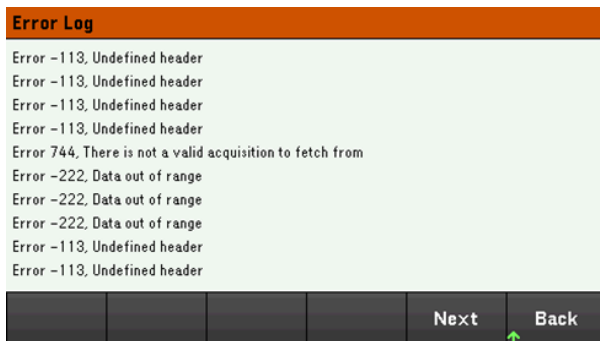 Error Log
Error -113, Undefined header
Error -113, Undefined header
Error -113, Undefined header
Error -113, Undefined header
Error 744, There is not a valid acquisition to fetch from
Error -222, Data out of range
Error -222, Data out of range
Error -222, Data out of range
Error -113, Undefined header
Error -113, Undefined header
Next Back